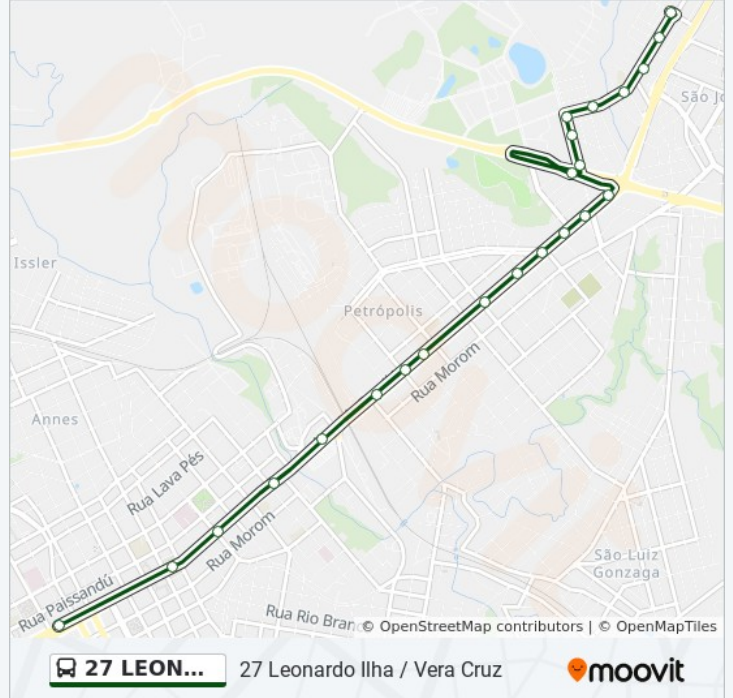 São Jo
Issler
Petrópolis
Rua Morom
Annes
Rua Lava Pés
Rua Morom
São Luiz
Gonzaga
Rua Paissandú
Rua Rio Branc
© OpenStreetMap contributors | © OpenMapTiles
27 LEON...
27 Leonardo Ilha / Vera Cruz
moovit